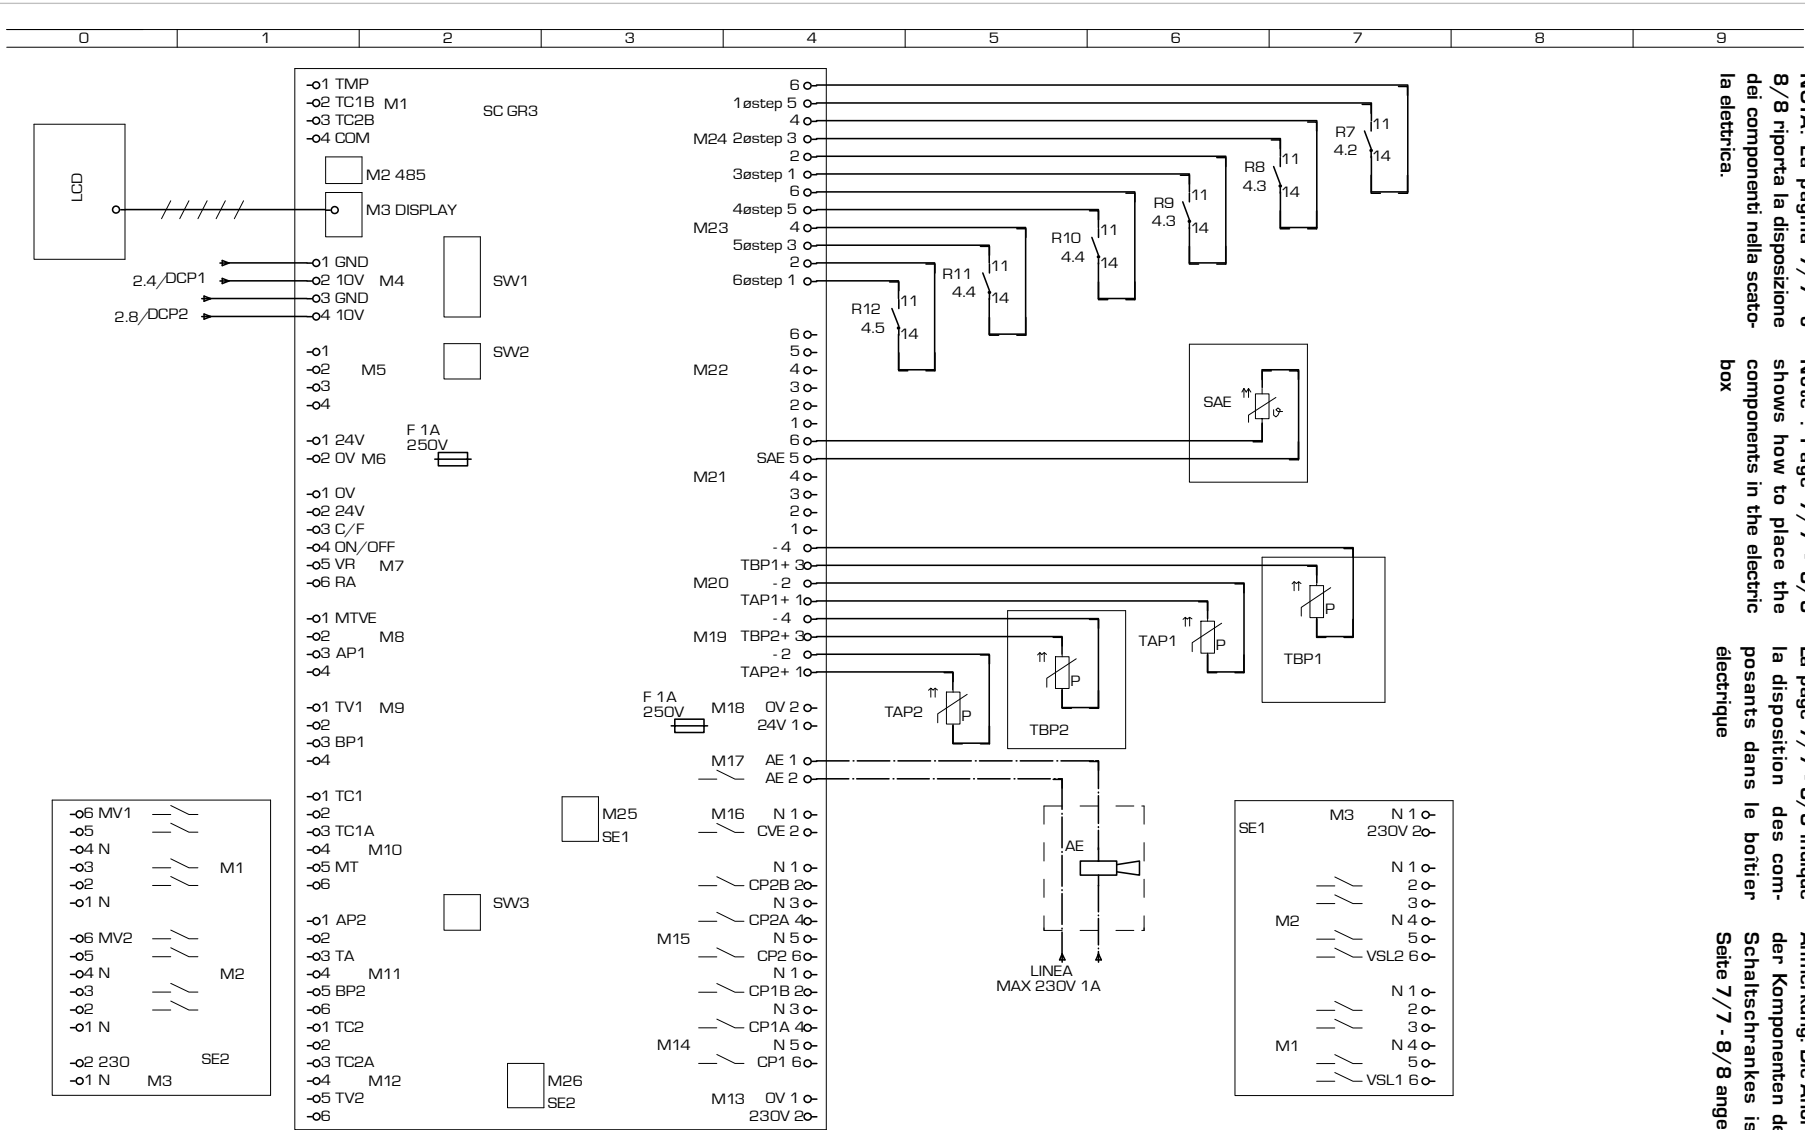 0 1 2 3 4 5 6 7 8 9
LCD
SC GR3
1 TMP
2 TC1B M1
3 TC2B
4 COM
M2 485
M3 DISPLAY
1 GND
2.4/DCP1
2 10V M4
3 GND
2.8/DCP2
4 10V
SW1
1
2 M5
3
4
SW2
F 1A
250V
1 24V
2 0V M6
1 0V
2 24V
3 C/F
4 ON/OFF
5 VR M7
6 RA
1 MTVE
2 M8
3 AP1
4
1 TV1 M9
2
3 BP1
4
1 TC1
2
3 TC1A
4 M10
5 MT
6
SW3
1 AP2
2
3 TA
4 M11
5 BP2
6
1 TC2
2
3 TC2A
4 M12
5 TV2
6
M25
SE1
M26
SE2
6
1østep 5
4
M24 2østep 3
2
3østep 1
6
4østep 5
M23 4
5østep 3
2
6østep 1
6
5
M22 4
3
2
1
6
SAE 5
M21 4
3
2
1
- 4
TBP1+ 3
M20 - 2
TAP1+ 1
- 4
M19 TBP2+ 3
- 2
TAP2+ 1
F 1A
250V
M18 0V 2
24V 1
M17 AE 1
AE 2
M16 N 1
CVE 2
N 1
CP2B 2
N 3
CP2A 4
M15 N 5
CP2 6
N 1
CP1B 2
N 3
CP1A 4
M14 N 5
CP1 6
M13 0V 1
230V 2
R7
4.2
11
14
R8
4.3
11
14
R9
4.3
11
14
R10
4.4
11
14
R11
4.4
11
14
R12
4.5
11
14
SAE
ϑ
TBP1
P
TAP1
P
TBP2
P
TAP2
P
AE
LINEA
MAX 230V 1A
6 MV1
5
4 N
3 M1
2
1 N
6 MV2
5
4 N M2
3
2
1 N
2 230 SE2
1 N M3
SE1
M3 N 1
230V 2
N 1
2
3
M2 N 4
5
VSL2 6
N 1
2
3
M1 N 4
5
VSL1 6
8/8 riporta la disposizione
dei componenti nella scato-
la elettrica.
shows how to place the
components in the electric
box
la disposition des com-
posants dans le boîtier
électrique
der Komponenten
Schaltschrankes
Seite 7/7 - 8/8